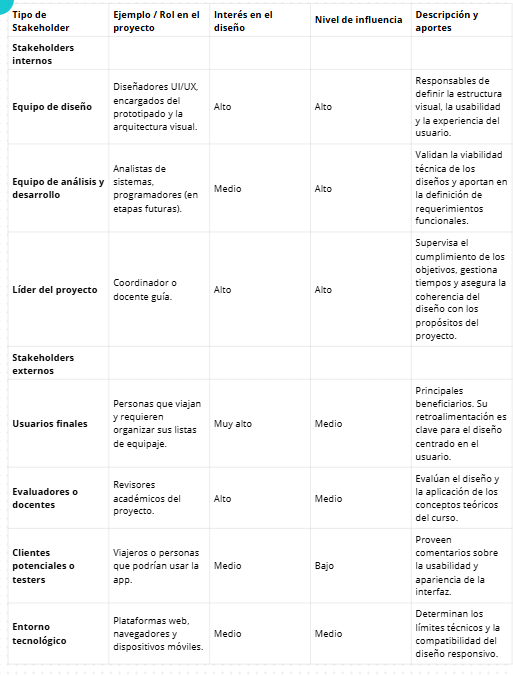 Tipo de
Stakeholder
Ejemplo / Rol en el
proyecto
Interés en el
diseño
Nivel de influencia
Descripción y
aportes
Stakeholders
internos
Equipo de diseño
Diseñadores UI/UX,
encargados del
prototipado y la
arquitectura visual.
Alto
Alto
Responsables de
definir la estructura
visual, la usabilidad
y la experiencia del
usuario.
Equipo de análisis y
desarrollo
Analistas de
sistemas,
programadores (en
etapas futuras).
Medio
Alto
Validan la viabilidad
técnica de los
diseños y aportan en
la definición de
requerimientos
funcionales.
Líder del proyecto
Coordinador o
docente guía.
Alto
Alto
Supervisa el
cumplimiento de los
objetivos, gestiona
tiempos y asegura la
coherencia del
diseño con los
propósitos del
proyecto.
Stakeholders
externos
Usuarios finales
Personas que viajan
y requieren
organizar sus listas
de equipaje.
Muy alto
Medio
Principales
beneficiarios. Su
retroalimentación es
clave para el diseño
centrado en el
usuario.
Evaluadores o
docentes
Revisores
académicos del
proyecto.
Alto
Medio
Evalúan el diseño y
la aplicación de los
conceptos teóricos
del curso.
Clientes
potenciales o
testers
Viajeros o personas
que podrían usar la
app.
Medio
Bajo
Proveen
comentarios sobre
la usabilidad y
apariencia de la
interfaz.
Entorno
tecnológico
Plataformas web,
navegadores y
dispositivos móviles.
Medio
Medio
Determinan los
límites técnicos y la
compatibilidad del
diseño responsivo.